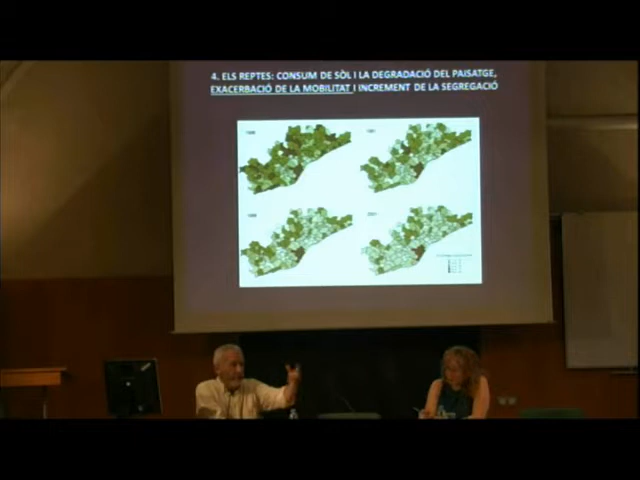 4. ELS REPTES: CONSUM DE SÒL I LA DEGRADACIÓ DEL PAISATGE,
EXACERBACIÓ DE LA MOBILITAT I INCREMENT DE LA SEGREGACIÓ